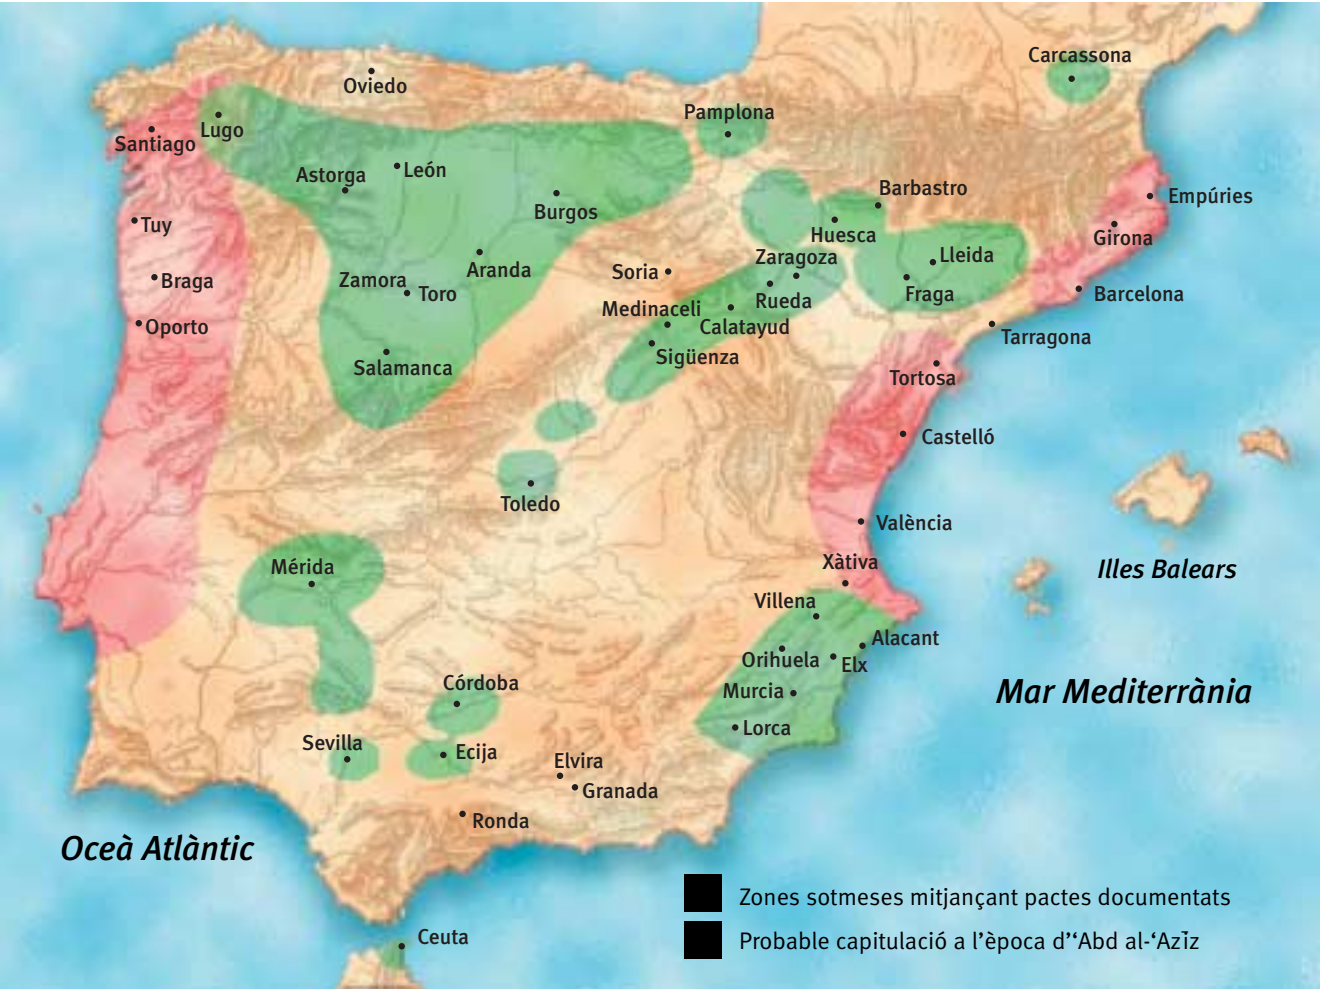 Carcassona
Oviedo
Pamplona
Santiago
Lugo
Astorga
León
Burgos
Barbastro
Empúries
Tuy
Huesca
Girona
Braga
Zamora
Toro
Aranda
Soria
Zaragoza
Lleida
Oporto
Medinaceli
Rueda
Fraga
Barcelona
Calatayud
Tarragona
Salamanca
Sigüenza
Tortosa
Castelló
Toledo
València
Mérida
Xàtiva
Illes Balears
Villena
Alacant
Orihuela
Elx
Córdoba
Murcia
Mar Mediterrània
Lorca
Sevilla
Ecija
Elvira
Granada
Ronda
Oceà Atlàntic
Zones sotmeses mitjançant pactes documentats
Ceuta
Probable capitulació a l’època d’‘Abd al-‘Azīz